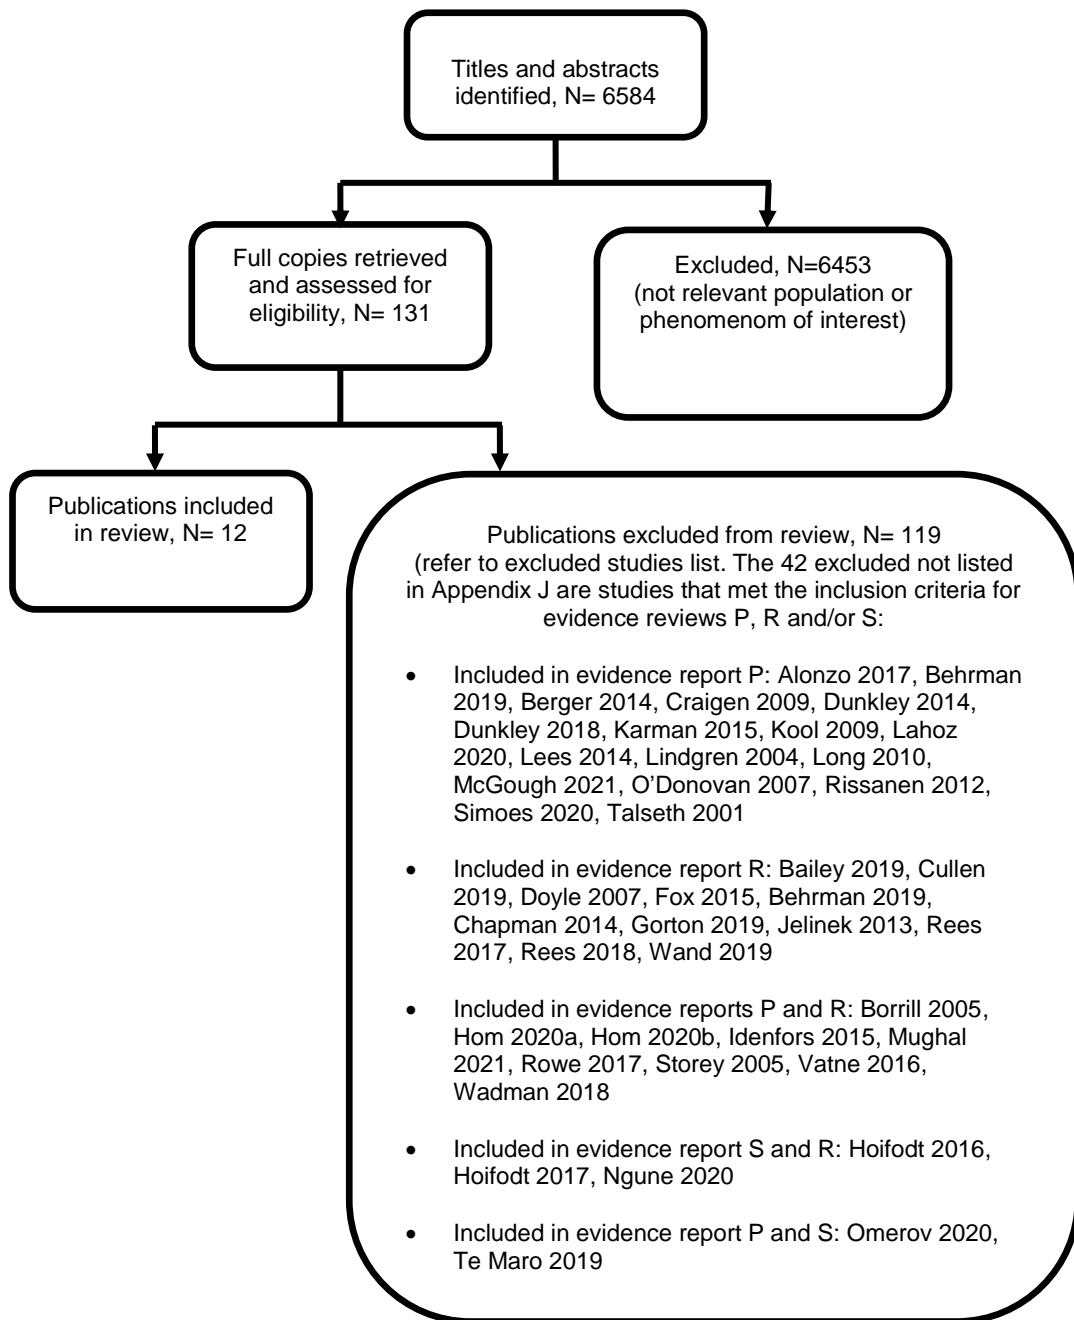 Titles and abstracts
identified, N= 6584
Full copies retrieved
and assessed for
eligibility, N= 131
Excluded, N=6453
(not relevant population or
phenomenom of interest)
Publications included
in review, N= 12
Publications excluded from review, N= 119
(refer to excluded studies list. The 42 excluded not listed
in Appendix J are studies that met the inclusion criteria for
evidence reviews P, R and/or S:
• Included in evidence report P: Alonzo 2017, Behrman
2019, Berger 2014, Craigen 2009, Dunkley 2014,
Dunkley 2018, Karman 2015, Kool 2009, Lahoz
2020, Lees 2014, Lindgren 2004, Long 2010,
McGough 2021, O’Donovan 2007, Rissanen 2012,
Simoes 2020, Talseth 2001
• Included in evidence report R: Bailey 2019, Cullen
2019, Doyle 2007, Fox 2015, Behrman 2019,
Chapman 2014, Gorton 2019, Jelinek 2013, Rees
2017, Rees 2018, Wand 2019
• Included in evidence reports P and R: Borrill 2005,
Hom 2020a, Hom 2020b, Idenfors 2015, Mughal
2021, Rowe 2017, Storey 2005, Vatne 2016,
Wadman 2018
• Included in evidence report S and R: Hoifodt 2016,
Hoifodt 2017, Ngune 2020
• Included in evidence report P and S: Omerov 2020,
Te Maro 2019